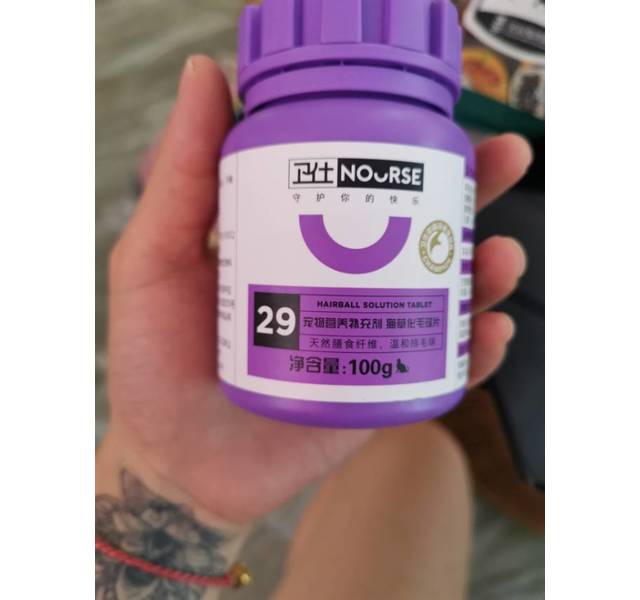 卫仕 NOURSE
守护你的快乐
HAIRBALL SOLUTION TABLET
29 宠物营养补充剂 猫草化毛球片
天然膳食纤维,温和排毛球
净含量:100g